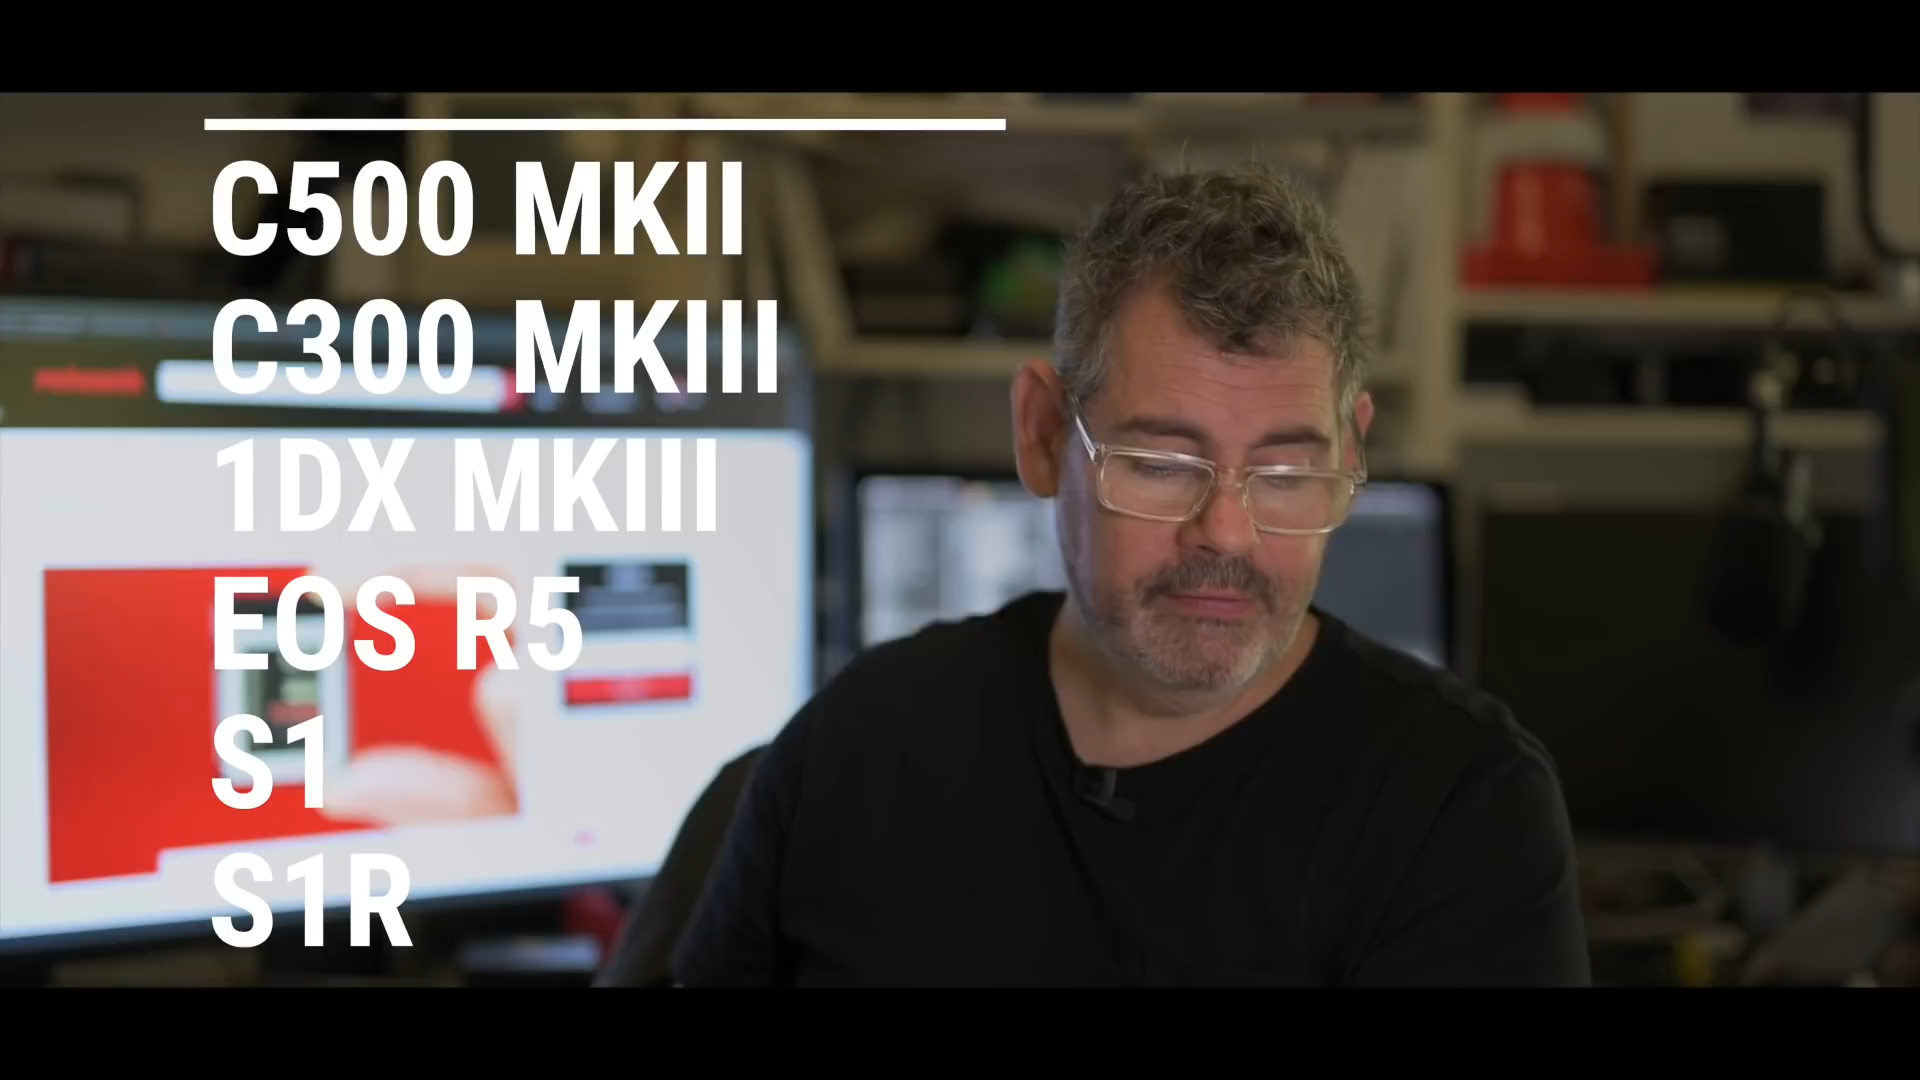 C500 MKII
C300 MKIII
1DX MKIII
EOS R5
S1
S1R